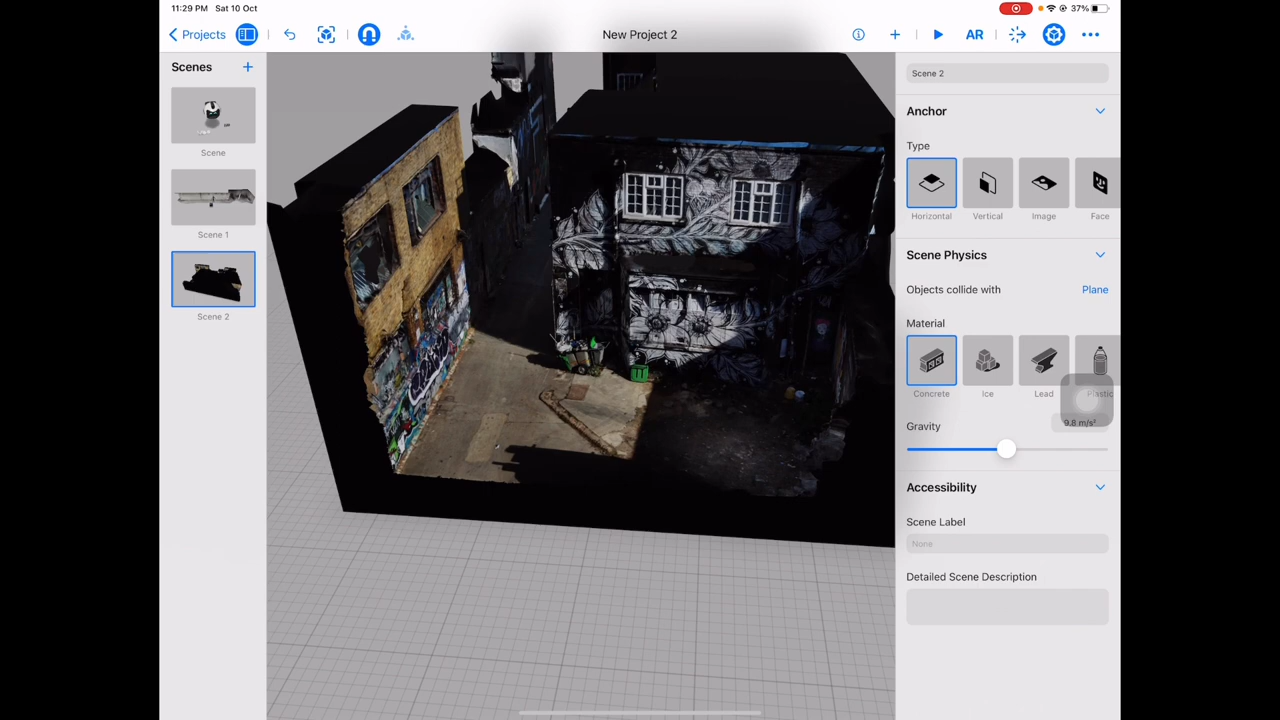 11:29 PM Sat 10 Oct
37%
Projects
New Project 2
AR
Scenes
Scene
Scene 1
Scene 2
Scene 2
Anchor
Type
Horizontal
Vertical
Image
Face
Scene Physics
Objects collide with
Plane
Material
Concrete
Ice
Lead
Plastic
Gravity
9.8 m/s²
Accessibility
Scene Label
None
Detailed Scene Description